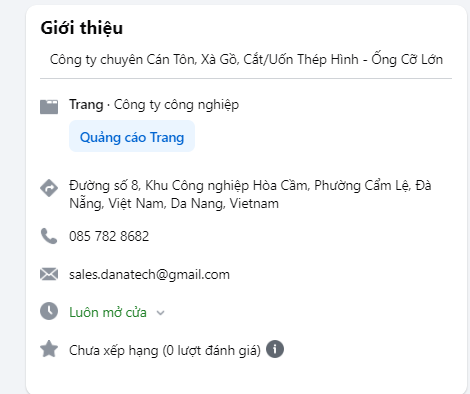 Giới thiệu
Công ty chuyên Cán Tôn, Xà Gồ, Cắt/Uốn Thép Hình - Ống Cỡ Lớn
Trang · Công ty công nghiệp
Quảng cáo Trang
Đường số 8, Khu Công nghiệp Hòa Cầm, Phường Cẩm Lệ, Đà
Nẵng, Việt Nam, Da Nang, Vietnam
085 782 8682
sales.danatech@gmail.com
Luôn mở cửa
Chưa xếp hạng (0 lượt đánh giá)